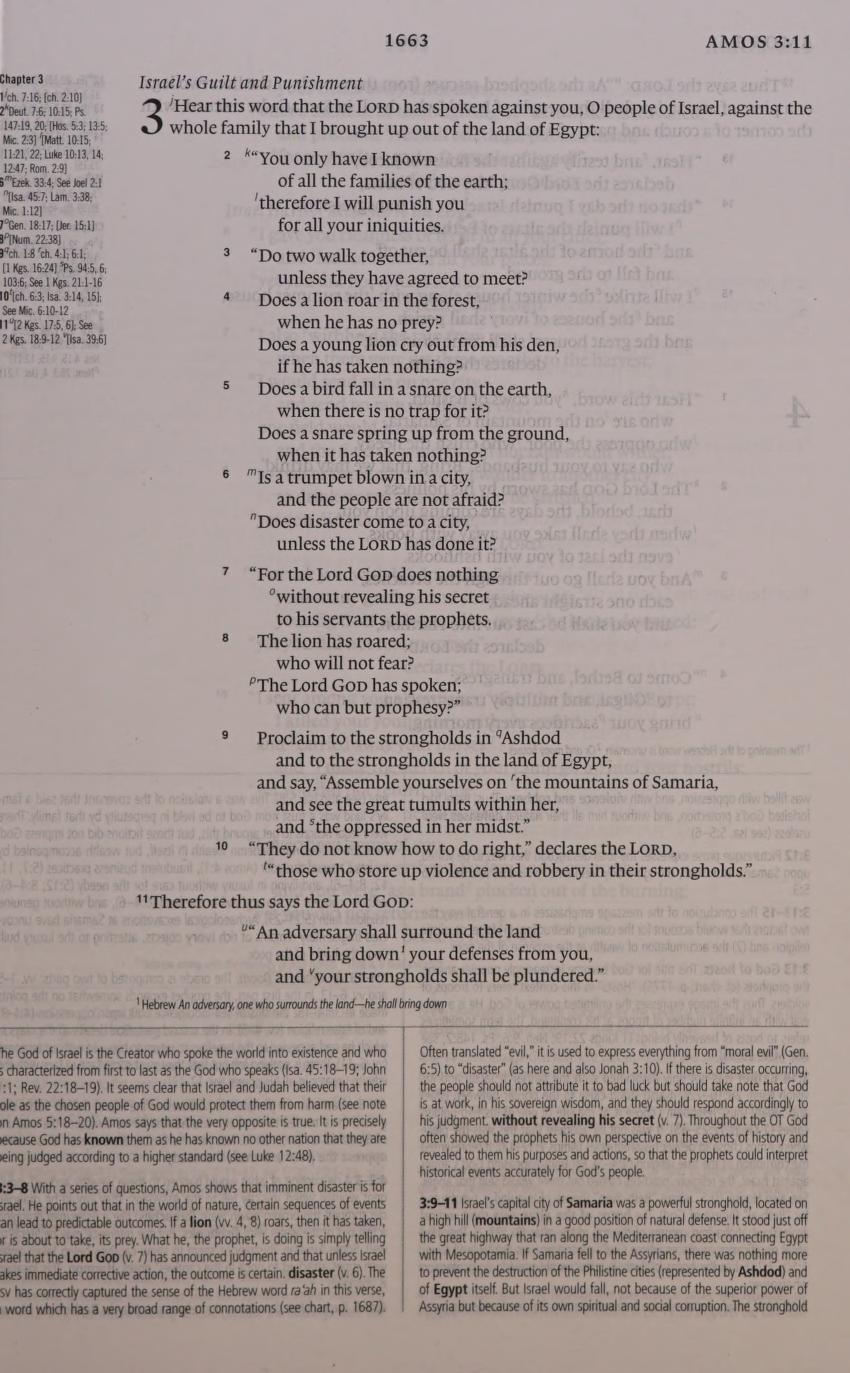 1663
AMOS 3:11
Chapter 3
1 j ch. 7:16; [ch. 2:10]
2 k Deut. 7:6; 10:15; Ps.
147:19, 20; [Hos. 5:3; 13:5;
Mic. 2:3] l [Matt. 10:15;
11:21, 22; Luke 10:13, 14;
12:47; Rom. 2:9]
6 m Ezek. 33:4; See Joel 2:1
n [Isa. 45:7; Lam. 3:38;
Mic. 1:12]
7 o Gen. 18:17; [Jer. 15:1]
8 p [Num. 22:38]
9 q ch. 1:8 r ch. 4:1; 6:1;
[1 Kgs. 16:24] s Ps. 94:5, 6;
103:6; See 1 Kgs. 21:1-16
10 t [ch. 6:3; Isa. 3:14, 15];
See Mic. 6:10-12
11 u [2 Kgs. 17:5, 6]; See
2 Kgs. 18:9-12 v [Isa. 39:6]
Israel's Guilt and Punishment
3 j Hear this word that the LORD has spoken against you, O people of Israel, against the
whole family that I brought up out of the land of Egypt:
2 k “You only have I known
of all the families of the earth;
l therefore I will punish you
for all your iniquities.
3 “Do two walk together,
unless they have agreed to meet?
4 Does a lion roar in the forest,
when he has no prey?
Does a young lion cry out from his den,
if he has taken nothing?
5 Does a bird fall in a snare on the earth,
when there is no trap for it?
Does a snare spring up from the ground,
when it has taken nothing?
6 m Is a trumpet blown in a city,
and the people are not afraid?
n Does disaster come to a city,
unless the LORD has done it?
7 “For the Lord GOD does nothing
o without revealing his secret
to his servants the prophets.
8 The lion has roared;
who will not fear?
p The Lord GOD has spoken;
who can but prophesy?”
9 Proclaim to the strongholds in q Ashdod
and to the strongholds in the land of Egypt,
and say, “Assemble yourselves on r the mountains of Samaria,
and see the great tumults within her,
and s the oppressed in her midst.”
10 “They do not know how to do right,” declares the LORD,
t “those who store up violence and robbery in their strongholds.”
11 Therefore thus says the Lord GOD:
u “An adversary shall surround the land
and bring down 1 your defenses from you,
and v your strongholds shall be plundered.”
1 Hebrew An adversary, one who surrounds the land—he shall bring down
he God of Israel is the Creator who spoke the world into existence and who
s characterized from first to last as the God who speaks (Isa. 45:18–19; John
:1; Rev. 22:18–19). It seems clear that Israel and Judah believed that their
ole as the chosen people of God would protect them from harm (see note
n Amos 5:18–20). Amos says that the very opposite is true. It is precisely
ecause God has known them as he has known no other nation that they are
eing judged according to a higher standard (see Luke 12:48).
:3–8 With a series of questions, Amos shows that imminent disaster is for
srael. He points out that in the world of nature, certain sequences of events
an lead to predictable outcomes. If a lion (vv. 4, 8) roars, then it has taken,
r is about to take, its prey. What he, the prophet, is doing is simply telling
srael that the Lord GOD (v. 7) has announced judgment and that unless Israel
akes immediate corrective action, the outcome is certain. disaster (v. 6). The
sv has correctly captured the sense of the Hebrew word ra‘ah in this verse,
word which has a very broad range of connotations (see chart, p. 1687).
Often translated “evil,” it is used to express everything from “moral evil” (Gen.
6:5) to “disaster” (as here and also Jonah 3:10). If there is disaster occurring,
the people should not attribute it to bad luck but should take note that God
is at work, in his sovereign wisdom, and they should respond accordingly to
his judgment. without revealing his secret (v. 7). Throughout the OT God
often showed the prophets his own perspective on the events of history and
revealed to them his purposes and actions, so that the prophets could interpret
historical events accurately for God's people.
3:9–11 Israel's capital city of Samaria was a powerful stronghold, located on
a high hill (mountains) in a good position of natural defense. It stood just off
the great highway that ran along the Mediterranean coast connecting Egypt
with Mesopotamia. If Samaria fell to the Assyrians, there was nothing more
to prevent the destruction of the Philistine cities (represented by Ashdod) and
of Egypt itself. But Israel would fall, not because of the superior power of
Assyria but because of its own spiritual and social corruption. The stronghold